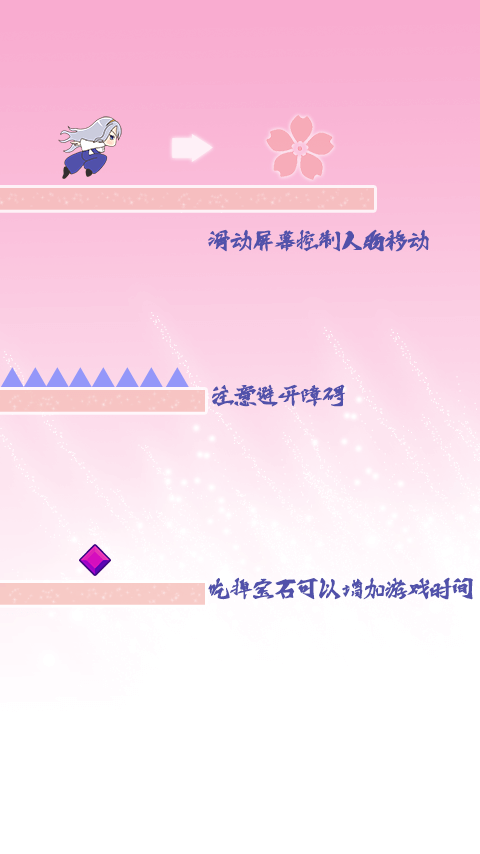 滑动屏幕控制人物移动
注意避开障碍
吃掉宝石可以增加游戏时间